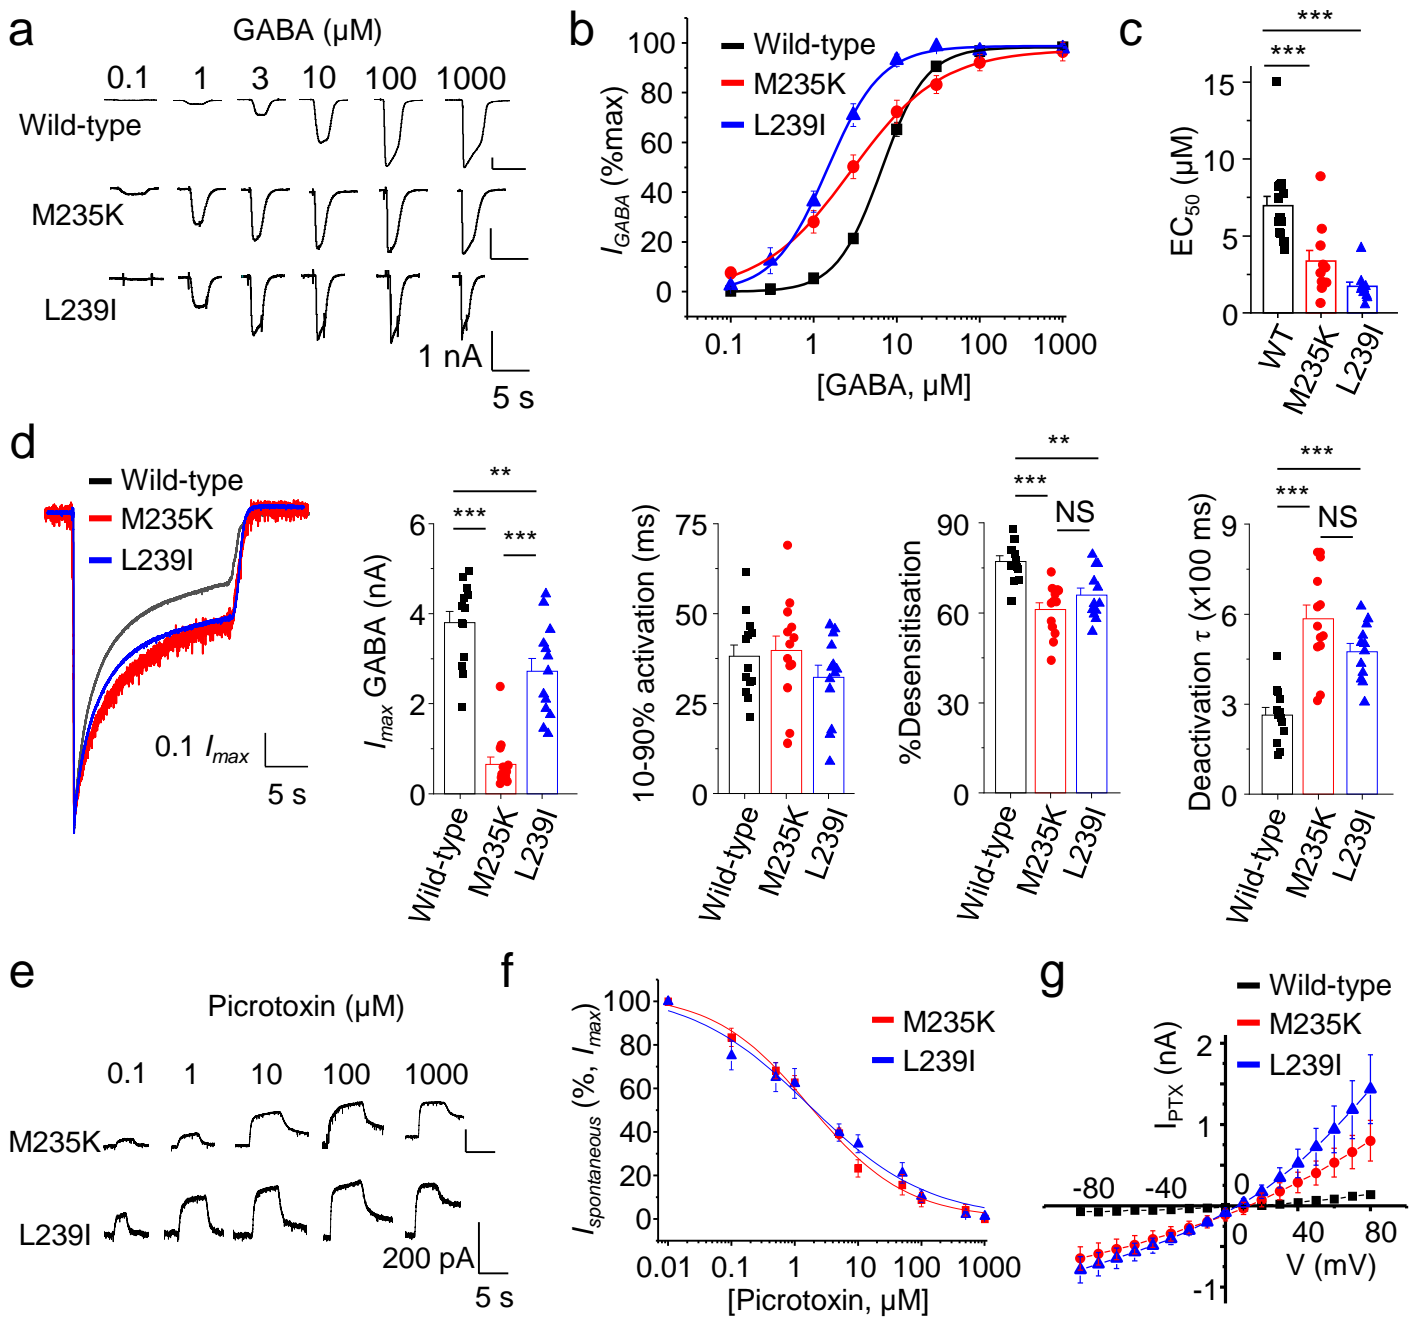 a
GABA (µM)
0.1 1 3 10 100 1000
Wild-type
M235K
L239I
1 nA
5 s
b
Wild-type
M235K
L239I
I_GABA (%max)
100
80
60
40
20
0
0.1 1 10 100 1000
[GABA, µM]
c
***
***
EC50 (µM)
15
10
5
0
WT
M235K
L239I
d
Wild-type
M235K
L239I
0.1 Imax
5 s
**
***
***
Imax GABA (nA)
6
4
2
0
Wild-type
M235K
L239I
10-90% activation (ms)
75
50
25
0
Wild-type
M235K
L239I
**
***
NS
%Desensitisation
90
60
30
0
Wild-type
M235K
L239I
***
***
NS
Deactivation τ (x100 ms)
9
6
3
0
Wild-type
M235K
L239I
e
Picrotoxin (µM)
0.1 1 10 100 1000
M235K
L239I
200 pA
5 s
f
M235K
L239I
Ispontaneous (%, Imax)
100
80
60
40
20
0
0.01 0.1 1 10 100 1000
[Picrotoxin, µM]
g
Wild-type
M235K
L239I
IPTX (nA)
2
1
0
-80 -40
0 40 80
V (mV)
-1